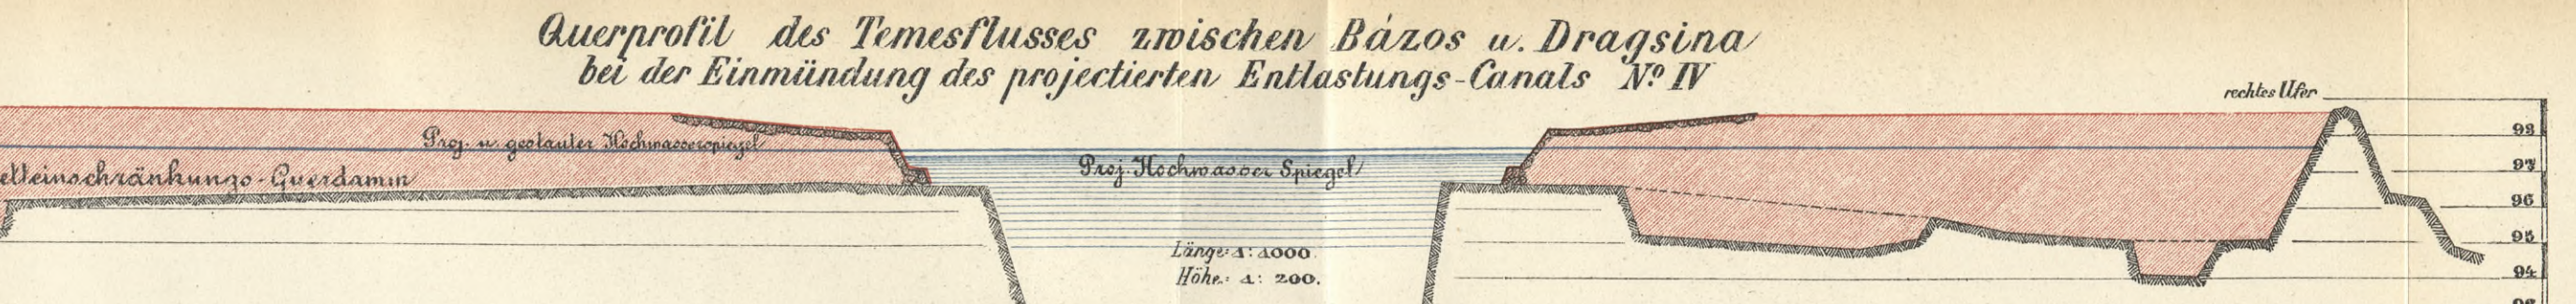 Querprofil des Temesflusses zwischen Bázos u. Dragsina
bei der Einmündung des projectierten Entlastungs-Canals Nº IV
rechtes Ufer
98
Proj. u. gestauter Hochwasserspiegel
97
Proj. Hochwasser Spiegel
elleinschränkungs-Querdamm
96
95
Länge: 1: 1000
94
Höhe: 1: 200.